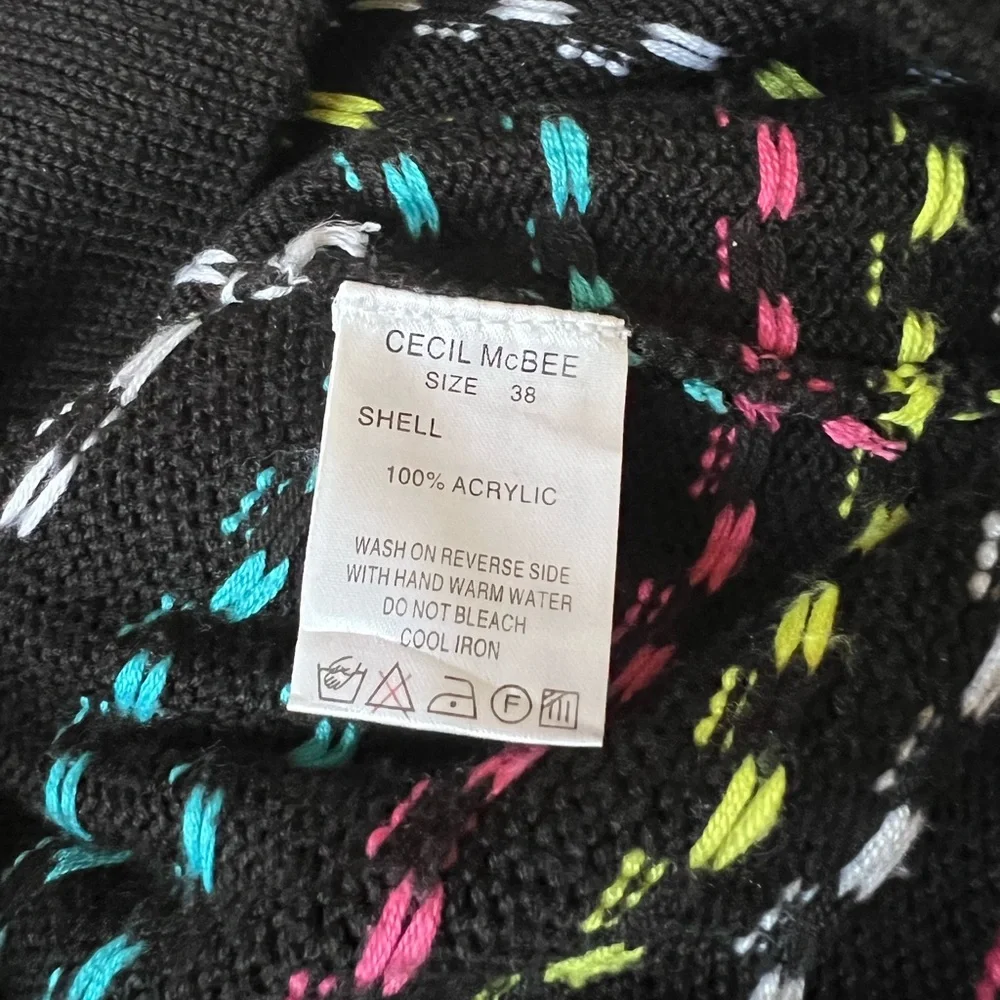 CECIL McBEE
SIZE 38
SHELL
100% ACRYLIC
WASH ON REVERSE SIDE
WITH HAND WARM WATER
DO NOT BLEACH
COOL IRON
F